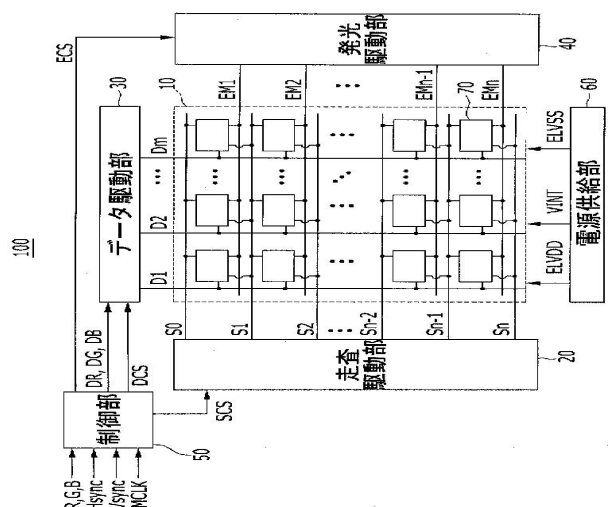 100
R,G,B
Hsync
Vsync
MCLK
制御部
50
ECS
DR, DG, DB
DCS
SCS
データ駆動部
30
走査駆動部
20
発光駆動部
40
電源供給部
60
10
70
D1
D2
...
Dm
S0
S1
S2
Sn-2
Sn-1
Sn
EM1
EM2
EMn-1
EMn
ELVDD
VINT
ELVSS